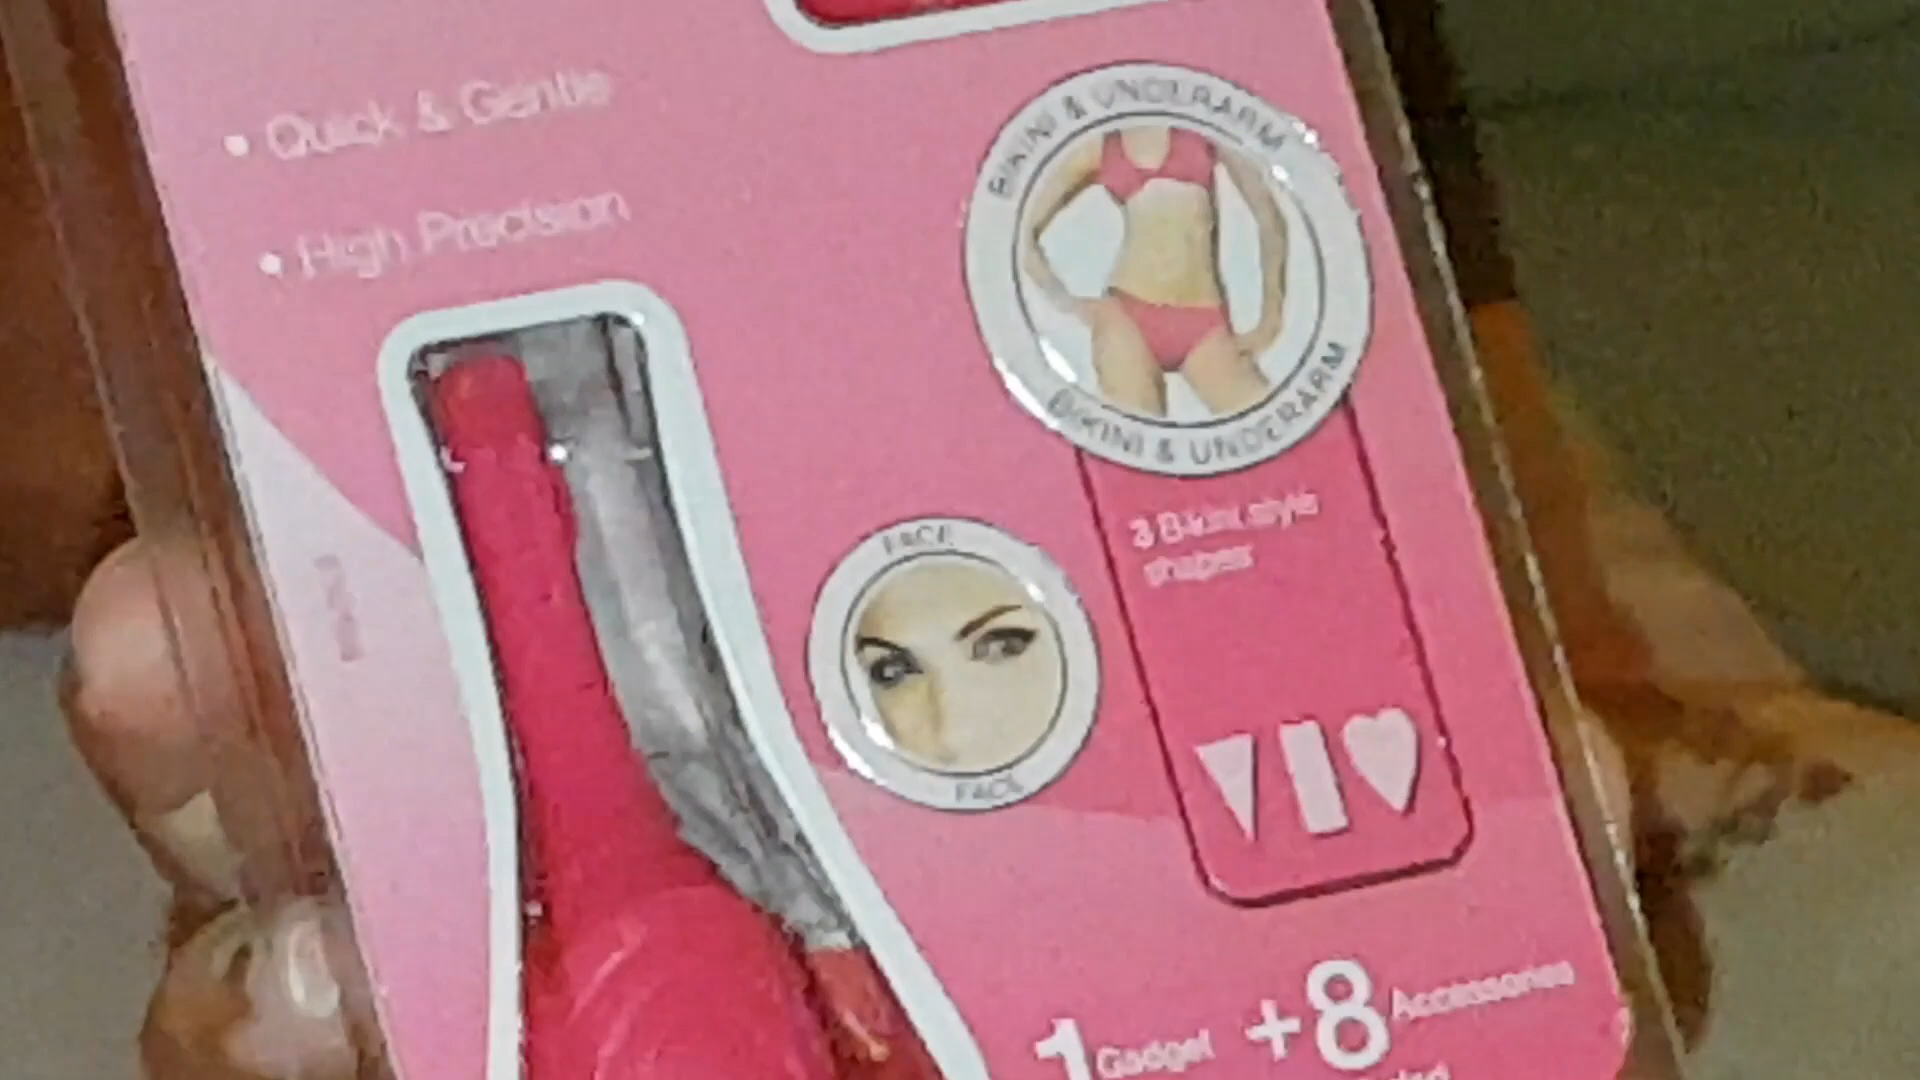 • Quick & Gentle
• High Precision
BIKINI & UNDERARM
BIKINI & UNDERARM
3 Bikini style
shapes
FACE
FACE
1 Gadget +8 Accessories